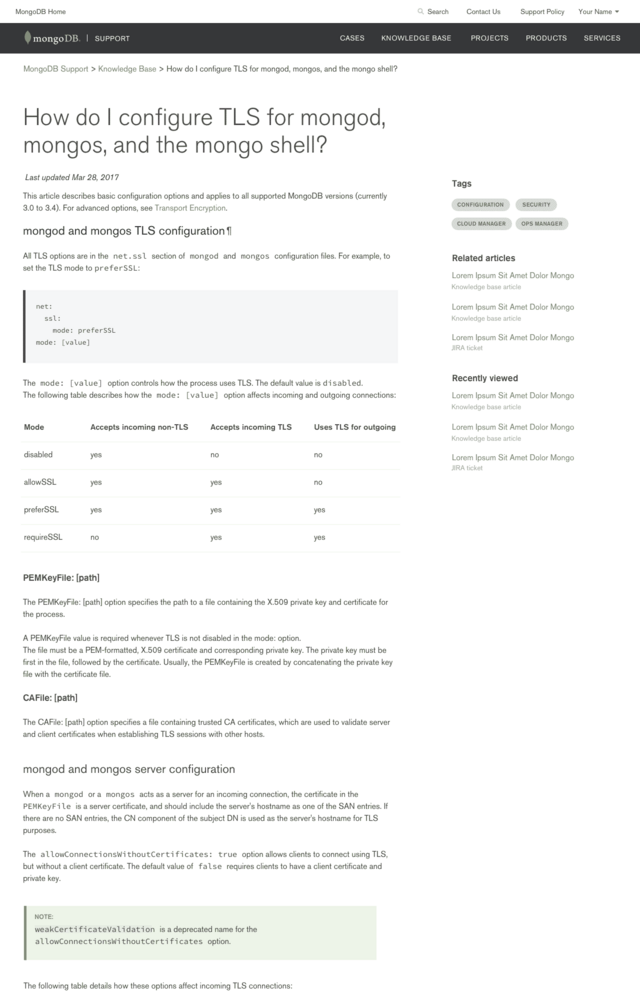 MongoDB Home
Search
Contact Us
Support Policy
Your Name
mongoDB. | SUPPORT
CASES
KNOWLEDGE BASE
PROJECTS
PRODUCTS
SERVICES
MongoDB Support > Knowledge Base > How do I configure TLS for mongod, mongos, and the mongo shell?
How do I configure TLS for mongod,
mongos, and the mongo shell?
Last updated Mar 28, 2017
This article describes basic configuration options and applies to all supported MongoDB versions (currently
3.0 to 3.4). For advanced options, see Transport Encryption.
mongod and mongos TLS configuration¶
All TLS options are in the net.ssl section of mongod and mongos configuration files. For example, to
set the TLS mode to preferSSL:
net:
ssl:
mode: preferSSL
mode: [value]
The mode: [value] option controls how the process uses TLS. The default value is disabled.
The following table describes how the mode: [value] option affects incoming and outgoing connections:
Mode Accepts incoming non-TLS Accepts incoming TLS Uses TLS for outgoing
disabled yes no no
allowSSL yes yes no
preferSSL yes yes yes
requireSSL no yes yes
PEMKeyFile: [path]
The PEMKeyFile: [path] option specifies the path to a file containing the X.509 private key and certificate for
the process.
A PEMKeyFile value is required whenever TLS is not disabled in the mode: option.
The file must be a PEM-formatted, X.509 certificate and corresponding private key. The private key must be
first in the file, followed by the certificate. Usually, the PEMKeyFile is created by concatenating the private key
file with the certificate file.
CAFile: [path]
The CAFile: [path] option specifies a file containing trusted CA certificates, which are used to validate server
and client certificates when establishing TLS sessions with other hosts.
mongod and mongos server configuration
When a mongod or a mongos acts as a server for an incoming connection, the certificate in the
PEMKeyFile is a server certificate, and should include the server's hostname as one of the SAN entries. If
there are no SAN entries, the CN component of the subject DN is used as the server's hostname for TLS
purposes.
The allowConnectionsWithoutCertificates: true option allows clients to connect using TLS,
but without a client certificate. The default value of false requires clients to have a client certificate and
private key.
NOTE:
weakCertificateValidation is a deprecated name for the
allowConnectionsWithoutCertificates option.
The following table details how these options affect incoming TLS connections:
Tags
CONFIGURATION
SECURITY
CLOUD MANAGER
OPS MANAGER
Related articles
Lorem Ipsum Sit Amet Dolor Mongo
Knowledge base article
Lorem Ipsum Sit Amet Dolor Mongo
Knowledge base article
Lorem Ipsum Sit Amet Dolor Mongo
JIRA ticket
Recently viewed
Lorem Ipsum Sit Amet Dolor Mongo
Knowledge base article
Lorem Ipsum Sit Amet Dolor Mongo
Knowledge base article
Lorem Ipsum Sit Amet Dolor Mongo
JIRA ticket